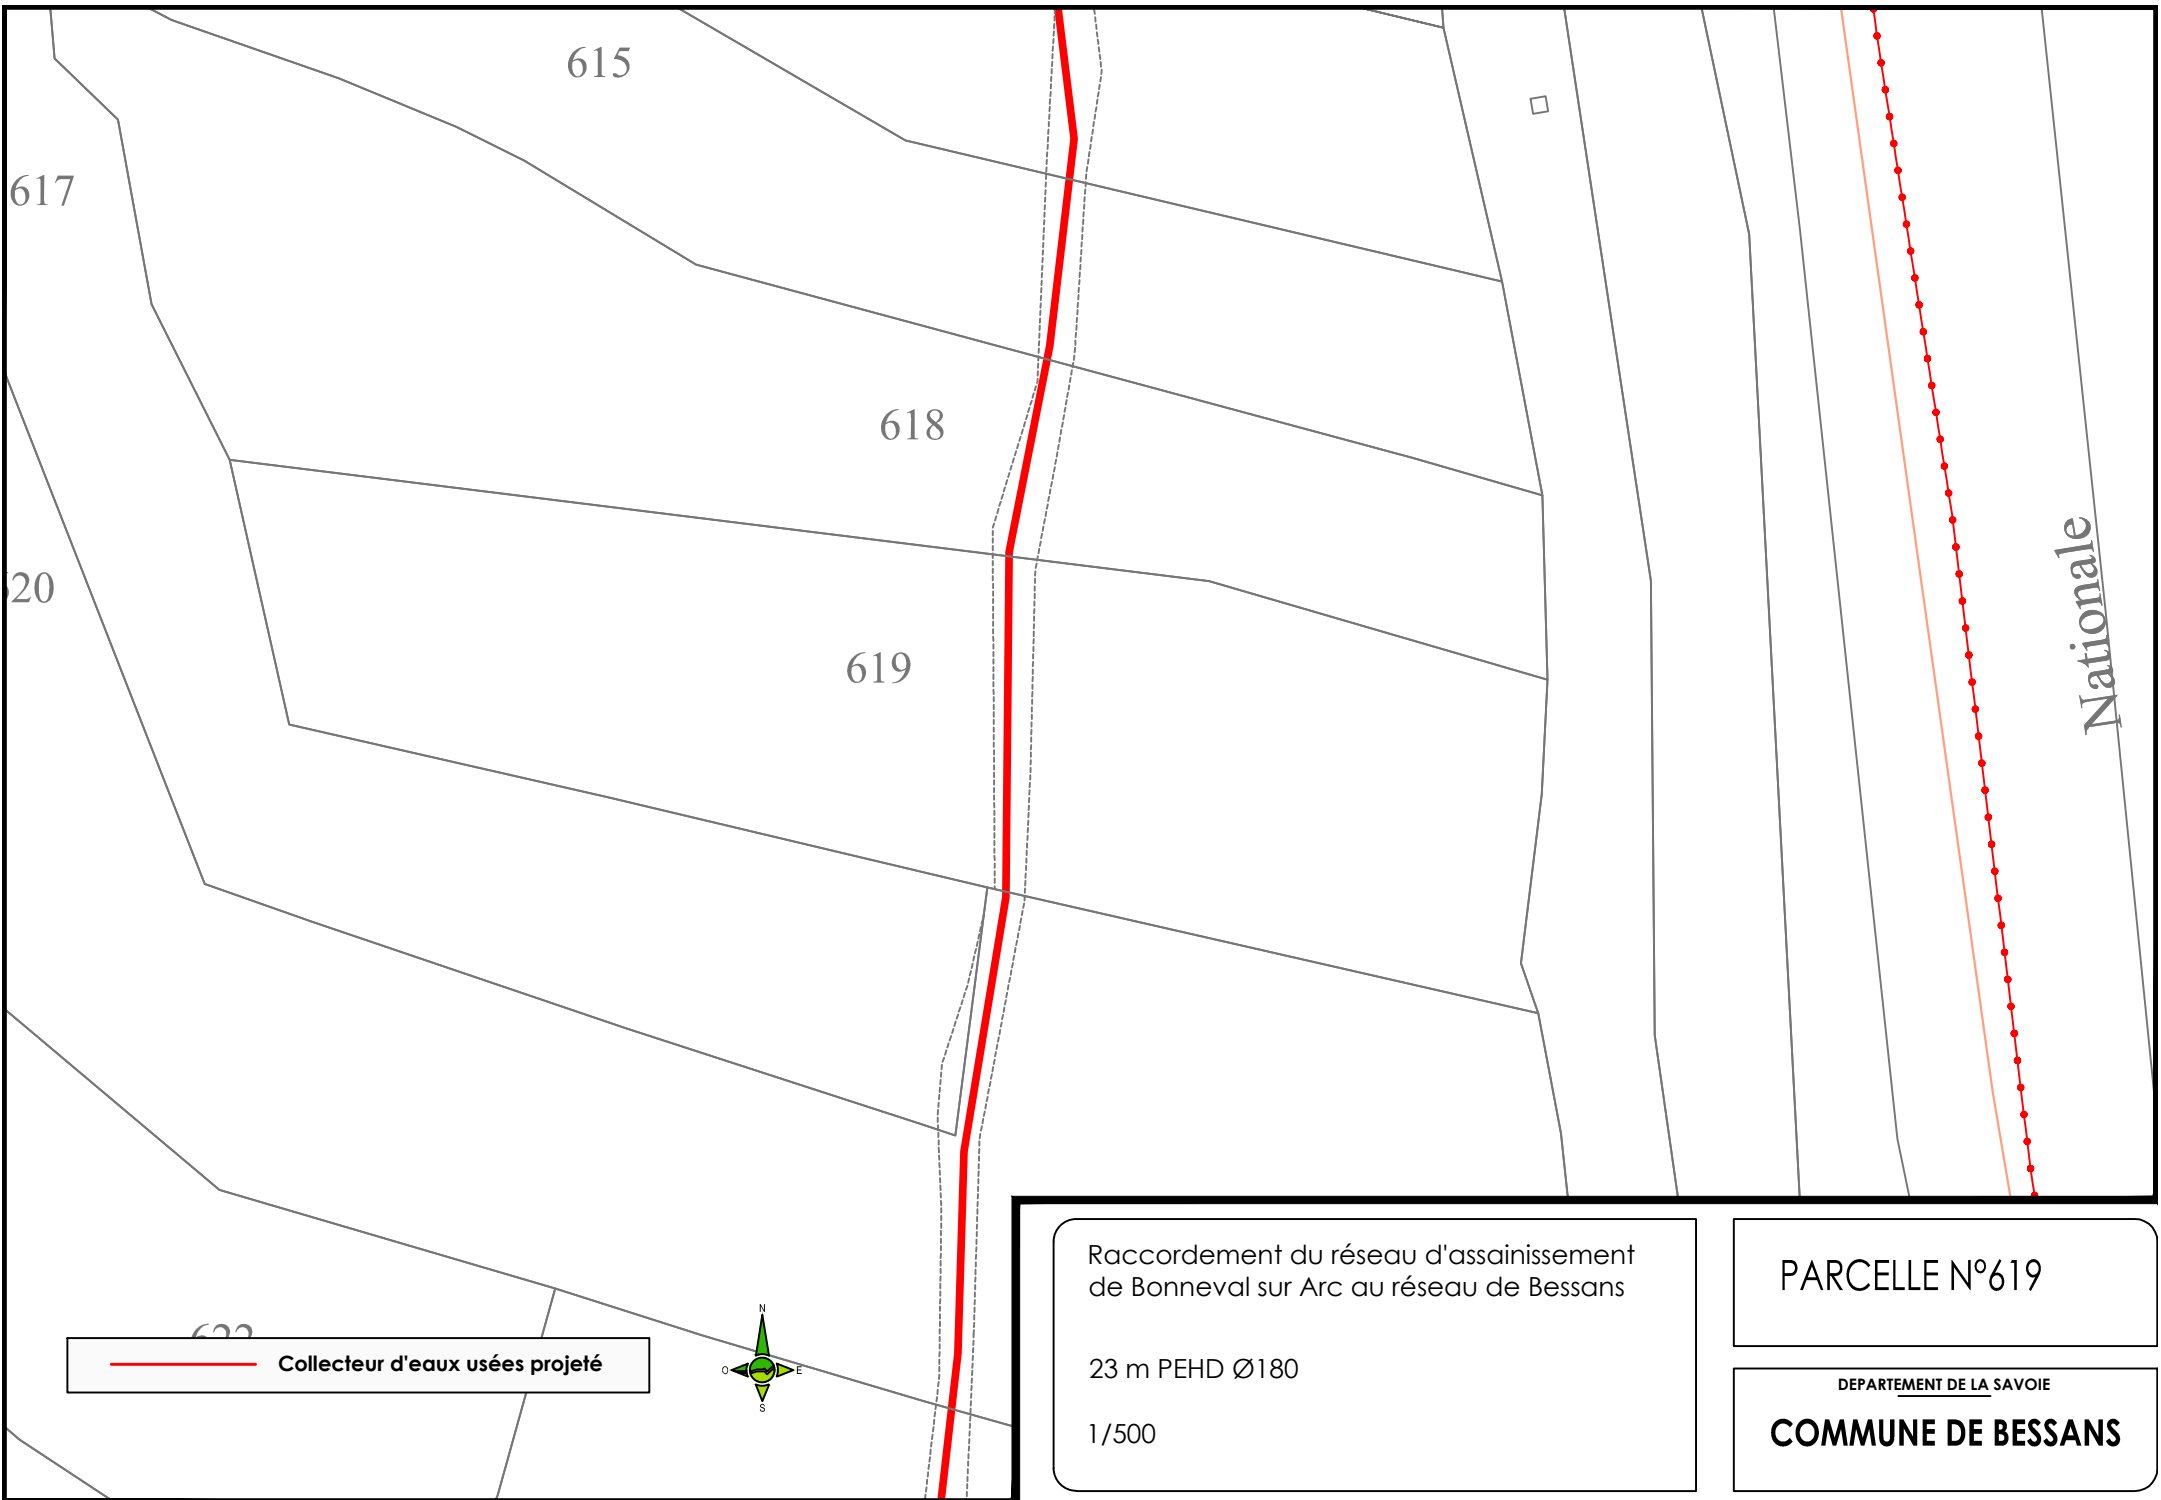 615
617
618
20
619
Nationale
622
Collecteur d'eaux usées projeté
N
O
E
S
Raccordement du réseau d'assainissement
de Bonneval sur Arc au réseau de Bessans
23 m PEHD Ø180
1/500
PARCELLE N°619
DEPARTEMENT DE LA SAVOIE
COMMUNE DE BESSANS